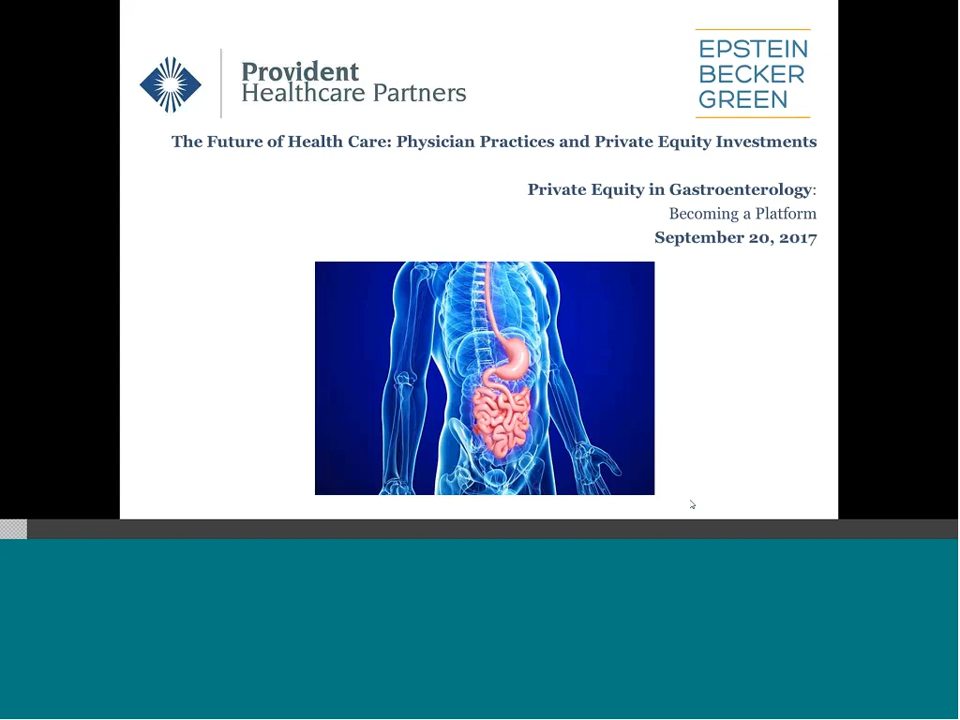 Provident
Healthcare Partners
EPSTEIN
BECKER
GREEN
The Future of Health Care: Physician Practices and Private Equity Investments
Private Equity in Gastroenterology:
Becoming a Platform
September 20, 2017